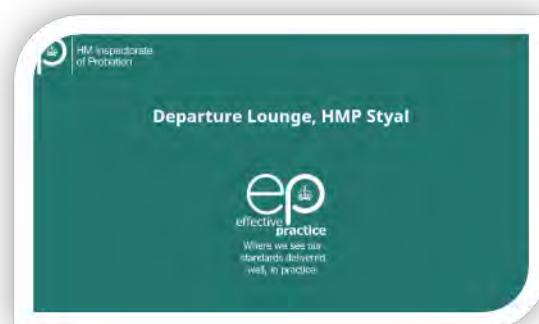 HM Inspectorate
of Probation
Departure Lounge, HMP Styal
ep
effective
practice
Where we see our
standards delivered
well, in practice.